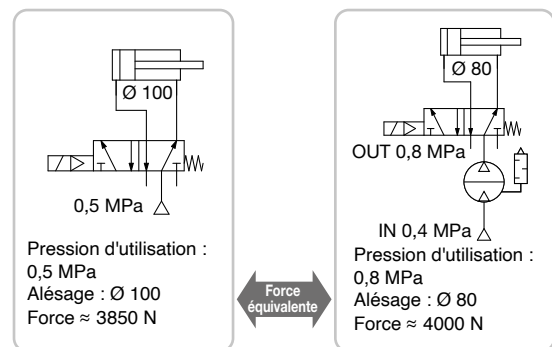 Ø 100
0,5 MPa
Pression d'utilisation :
0,5 MPa
Alésage : Ø 100
Force ≈ 3850 N
Force
équivalente
Ø 80
OUT 0,8 MPa
IN 0,4 MPa
Pression d'utilisation :
0,8 MPa
Alésage : Ø 80
Force ≈ 4000 N